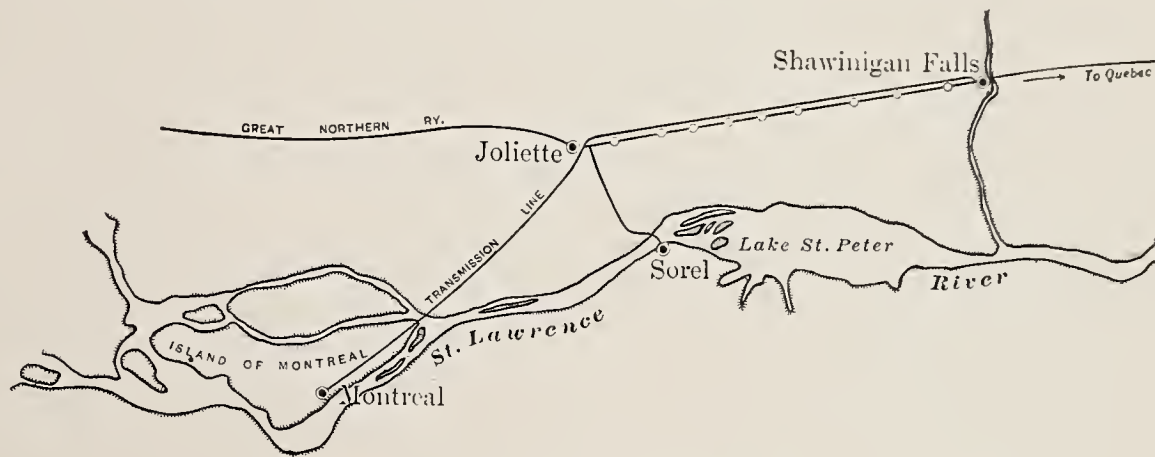 Shawinigan Falls
To Quebac
GREAT NORTHERN RY.
Joliette
TRANSMISSION LINE
Lake St. Peter
Sorel
River
St. Lawrence
ISLAND OF MONTREAL
Montreal